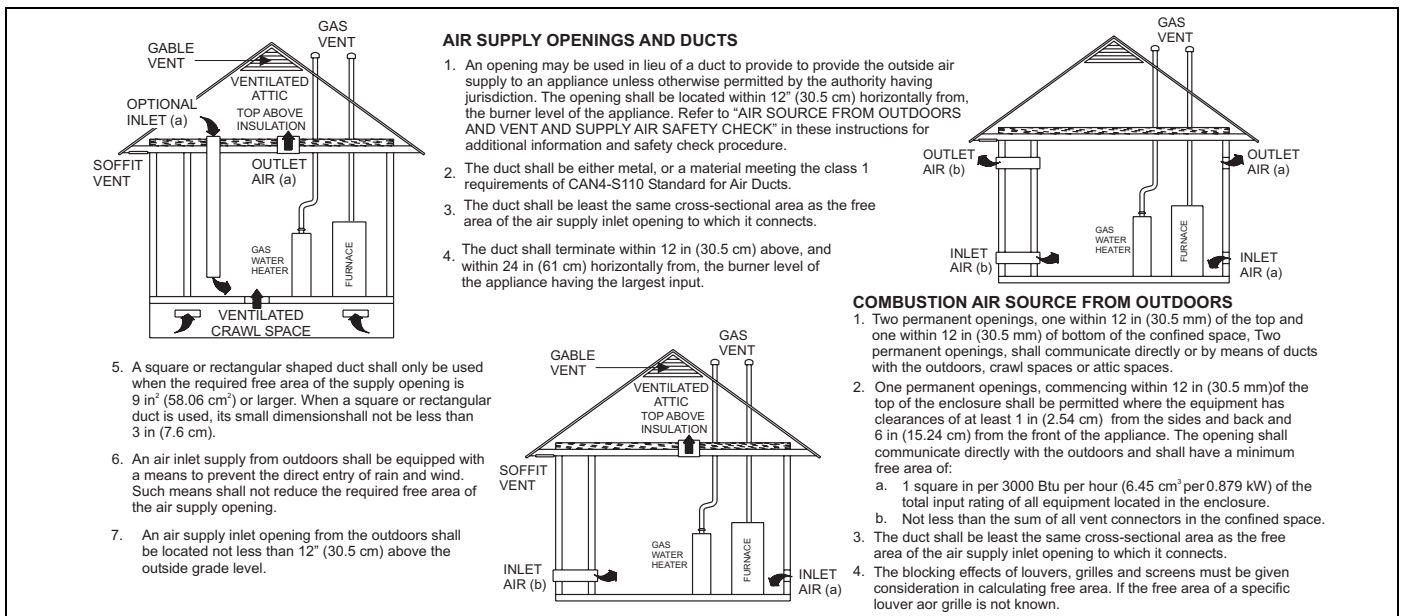 GAS
VENT
GABLE
VENT
VENTILATED
ATTIC
OPTIONAL
INLET (a)
TOP ABOVE
INSULATION
SOFFIT
VENT
OUTLET
AIR (a)
GAS
WATER
HEATER
FURNACE
VENTILATED
CRAWL SPACE
AIR SUPPLY OPENINGS AND DUCTS
1. An opening may be used in lieu of a duct to provide to provide the outside air
supply to an appliance unless otherwise permitted by the authority having
jurisdiction. The opening shall be located within 12” (30.5 cm) horizontally from,
the burner level of the appliance. Refer to “AIR SOURCE FROM OUTDOORS
AND VENT AND SUPPLY AIR SAFETY CHECK” in these instructions for
additional information and safety check procedure.
2. The duct shall be either metal, or a material meeting the class 1
requirements of CAN4-S110 Standard for Air Ducts.
3. The duct shall be least the same cross-sectional area as the free
area of the air supply inlet opening to which it connects.
4. The duct shall terminate within 12 in (30.5 cm) above, and
within 24 in (61 cm) horizontally from, the burner level of
the appliance having the largest input.
5. A square or rectangular shaped duct shall only be used
when the required free area of the supply opening is
9 in² (58.06 cm²) or larger. When a square or rectangular
duct is used, its small dimensionshall not be less than
3 in (7.6 cm).
6. An air inlet supply from outdoors shall be equipped with
a means to prevent the direct entry of rain and wind.
Such means shall not reduce the required free area of
the air supply opening.
7. An air supply inlet opening from the outdoors shall
be located not less than 12” (30.5 cm) above the
outside grade level.
GAS
VENT
GABLE
VENT
VENTILATED
ATTIC
TOP ABOVE
INSULATION
SOFFIT
VENT
GAS
WATER
HEATER
FURNACE
INLET
AIR (b)
INLET
AIR (a)
GAS
VENT
OUTLET
AIR (b)
OUTLET
AIR (a)
GAS
WATER
HEATER
FURNACE
INLET
AIR (b)
INLET
AIR (a)
COMBUSTION AIR SOURCE FROM OUTDOORS
1. Two permanent openings, one within 12 in (30.5 mm) of the top and
one within 12 in (30.5 mm) of bottom of the confined space, Two
permanent openings, shall communicate directly or by means of ducts
with the outdoors, crawl spaces or attic spaces.
2. One permanent openings, commencing within 12 in (30.5 mm)of the
top of the enclosure shall be permitted where the equipment has
clearances of at least 1 in (2.54 cm) from the sides and back and
6 in (15.24 cm) from the front of the appliance. The opening shall
communicate directly with the outdoors and shall have a minimum
free area of:
a. 1 square in per 3000 Btu per hour (6.45 cm³ per 0.879 kW) of the
total input rating of all equipment located in the enclosure.
b. Not less than the sum of all vent connectors in the confined space.
3. The duct shall be least the same cross-sectional area as the free
area of the air supply inlet opening to which it connects.
4. The blocking effects of louvers, grilles and screens must be given
consideration in calculating free area. If the free area of a specific
louver aor grille is not known.